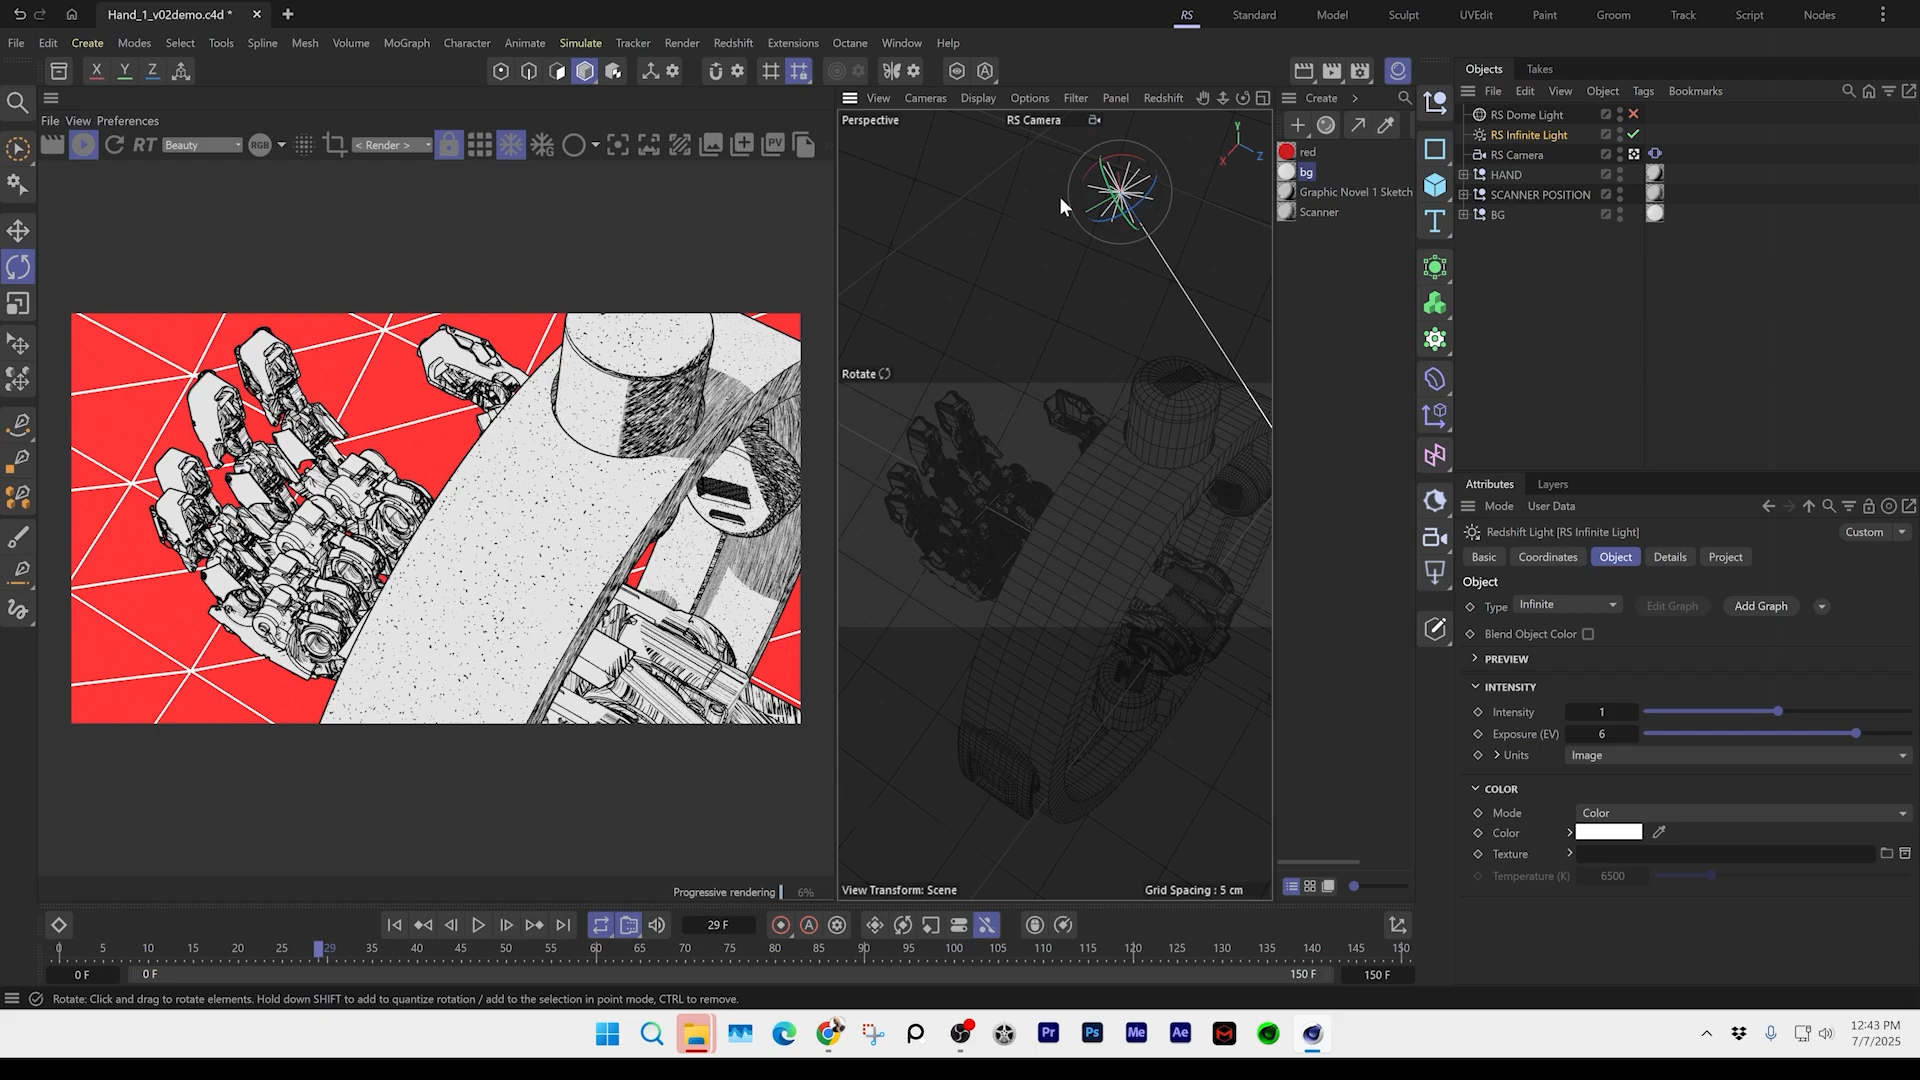 Hand_1_v02demo.c4d *
RS Standard Model Sculpt UVEdit Paint Groom Track Script Nodes
File Edit Create Modes Select Tools Spline Mesh Volume MoGraph Character Animate Simulate Tracker Render Redshift Extensions Octane Window Help
X Y Z
Objects Takes
File Edit View Object Tags Bookmarks
View Cameras Display Options Filter Panel Redshift
Create
File View Preferences
RT Beauty RGB < Render > PV
Perspective RS Camera
Y X Z
red
bg
Graphic Novel 1 Sketch
Scanner
RS Dome Light
RS Infinite Light
RS Camera
HAND
SCANNER POSITION
BG
Rotate
View Transform: Scene Grid Spacing : 5 cm
Progressive rendering 6%
Attributes Layers
Mode User Data
Redshift Light [RS Infinite Light] Custom
Basic Coordinates Object Details Project
Object
Type Infinite Edit Graph Add Graph
Blend Object Color
PREVIEW
INTENSITY
Intensity 1
Exposure (EV) 6
Units Image
COLOR
Mode Color
Color
Texture
Temperature (K) 6500
29 F
0 5 10 15 20 25 29 35 40 45 50 55 60 65 70 75 80 85 90 95 100 105 110 115 120 125 130 135 140 145 150
0 F 0 F 150 F 150 F
Rotate: Click and drag to rotate elements. Hold down SHIFT to add to quantize rotation / add to the selection in point mode, CTRL to remove.
Pr Ps Me Ae
12:43 PM
7/7/2025